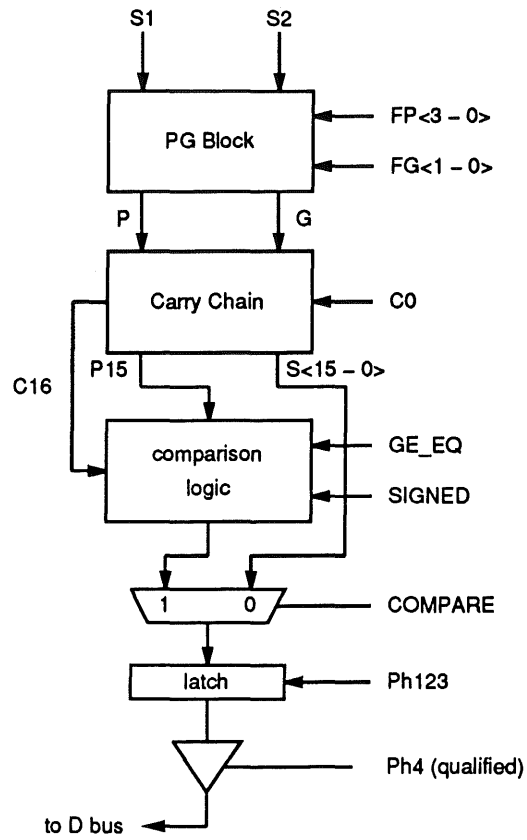 S1 S2
PG Block
FP<3 – 0>
FG<1 – 0>
P G
Carry Chain
C0
P15 S<15 – 0>
C16
comparison
logic
GE_EQ
SIGNED
1 0
COMPARE
latch
Ph123
Ph4 (qualified)
to D bus